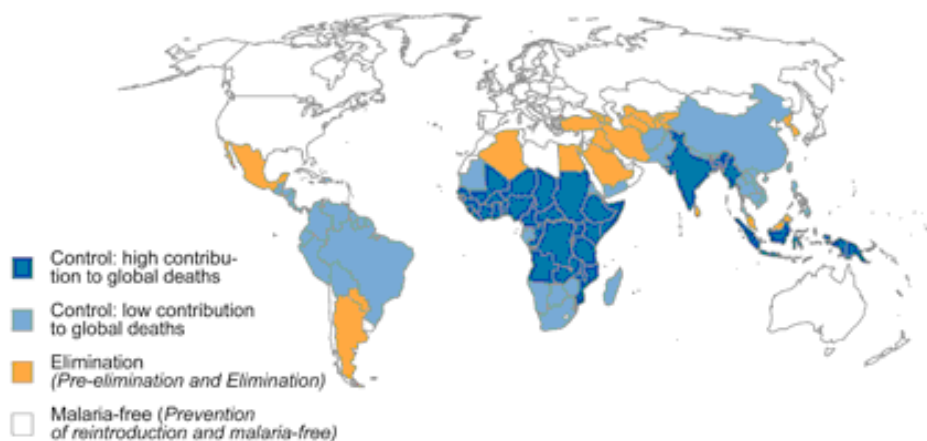 Control: high contribu-
tion to global deaths
Control: low contribution
to global deaths
Elimination
(Pre-elimination and Elimination)
Malaria-free (Prevention
of reintroduction and malaria-free)